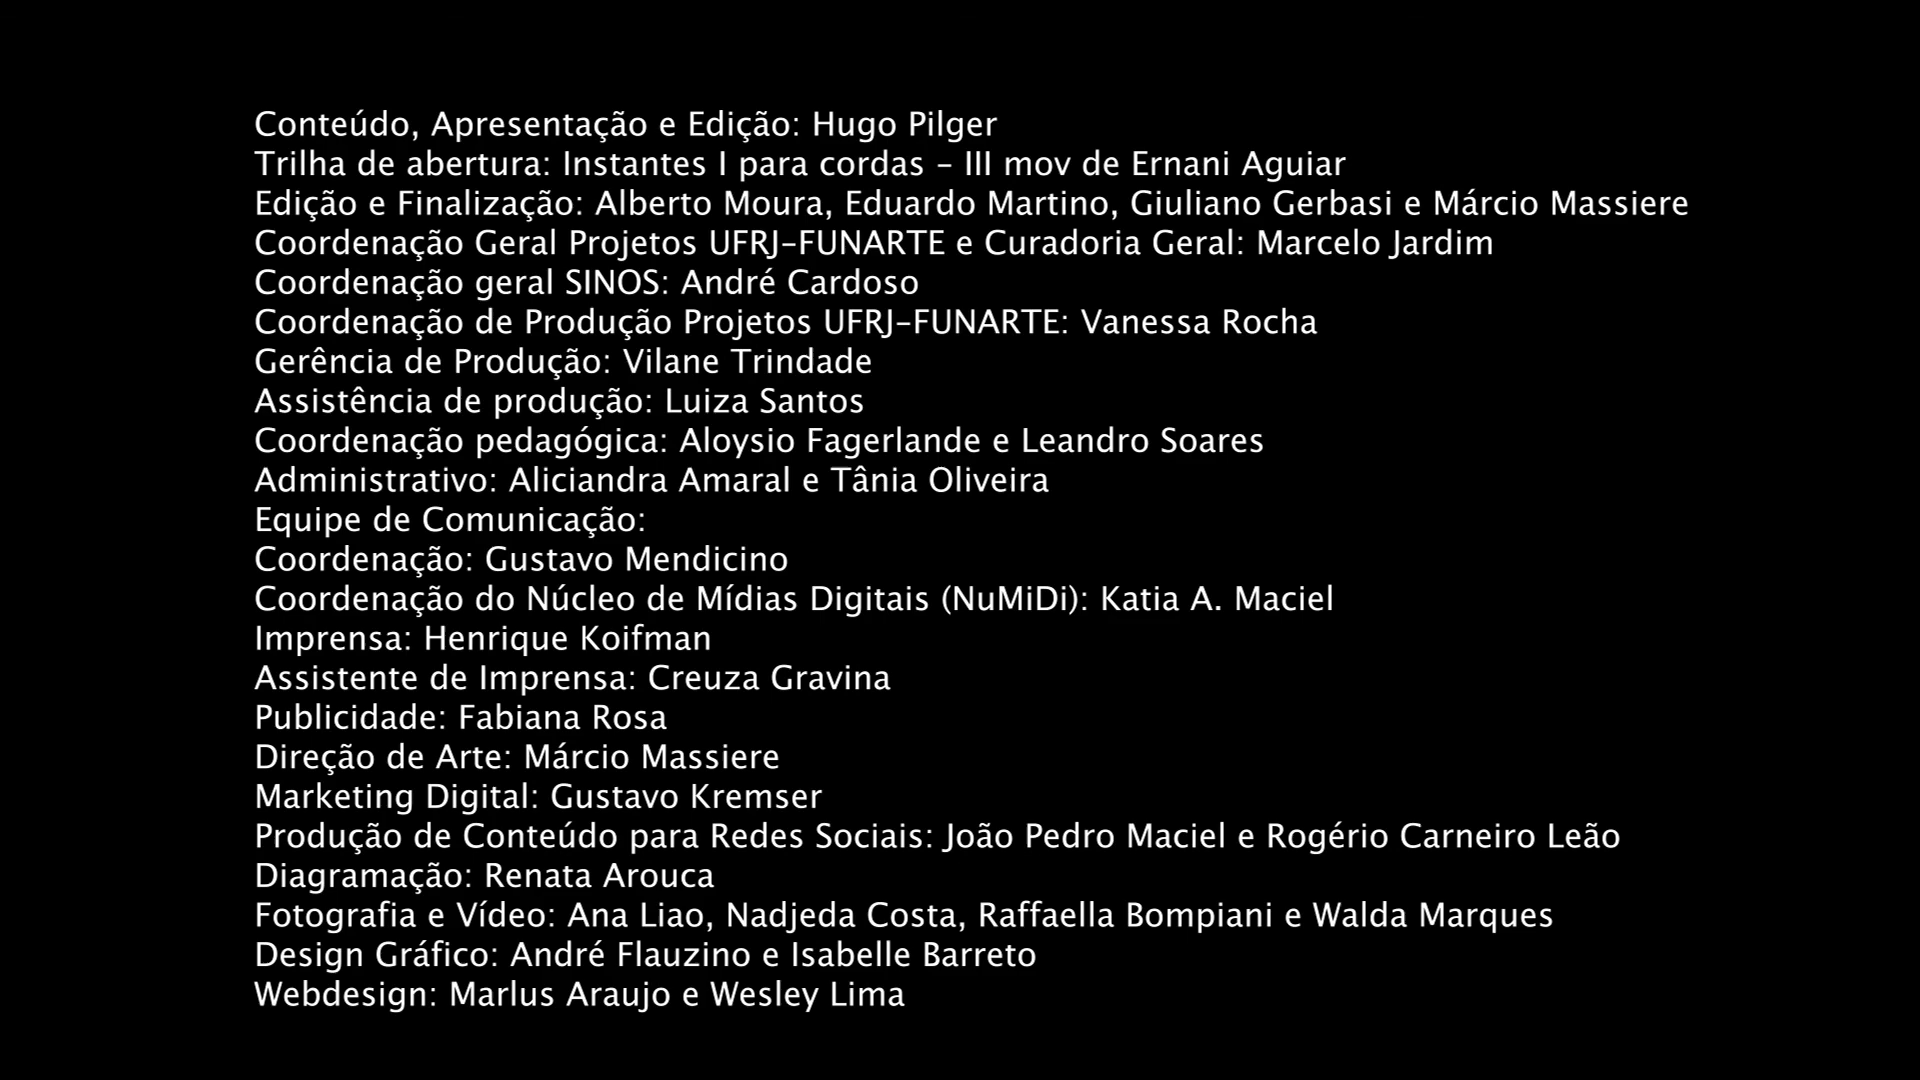 Conteúdo, Apresentação e Edição: Hugo Pilger
Trilha de abertura: Instantes I para cordas – III mov de Ernani Aguiar
Edição e Finalização: Alberto Moura, Eduardo Martino, Giuliano Gerbasi e Márcio Massiere
Coordenação Geral Projetos UFRJ–FUNARTE e Curadoria Geral: Marcelo Jardim
Coordenação geral SINOS: André Cardoso
Coordenação de Produção Projetos UFRJ–FUNARTE: Vanessa Rocha
Gerência de Produção: Vilane Trindade
Assistência de produção: Luiza Santos
Coordenação pedagógica: Aloysio Fagerlande e Leandro Soares
Administrativo: Aliciandra Amaral e Tânia Oliveira
Equipe de Comunicação:
Coordenação: Gustavo Mendicino
Coordenação do Núcleo de Mídias Digitais (NuMiDi): Katia A. Maciel
Imprensa: Henrique Koifman
Assistente de Imprensa: Creuza Gravina
Publicidade: Fabiana Rosa
Direção de Arte: Márcio Massiere
Marketing Digital: Gustavo Kremser
Produção de Conteúdo para Redes Sociais: João Pedro Maciel e Rogério Carneiro Leão
Diagramação: Renata Arouca
Fotografia e Vídeo: Ana Liao, Nadjeda Costa, Raffaella Bompiani e Walda Marques
Design Gráfico: André Flauzino e Isabelle Barreto
Webdesign: Marlus Araujo e Wesley Lima